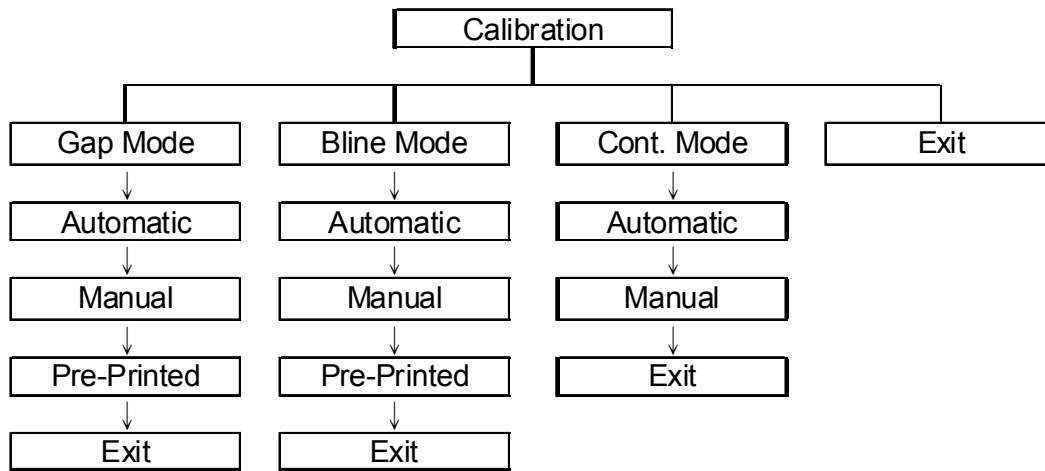 Calibration
Gap Mode
Bline Mode
Cont. Mode
Exit
Automatic
Automatic
Automatic
Manual
Manual
Manual
Pre-Printed
Pre-Printed
Exit
Exit
Exit